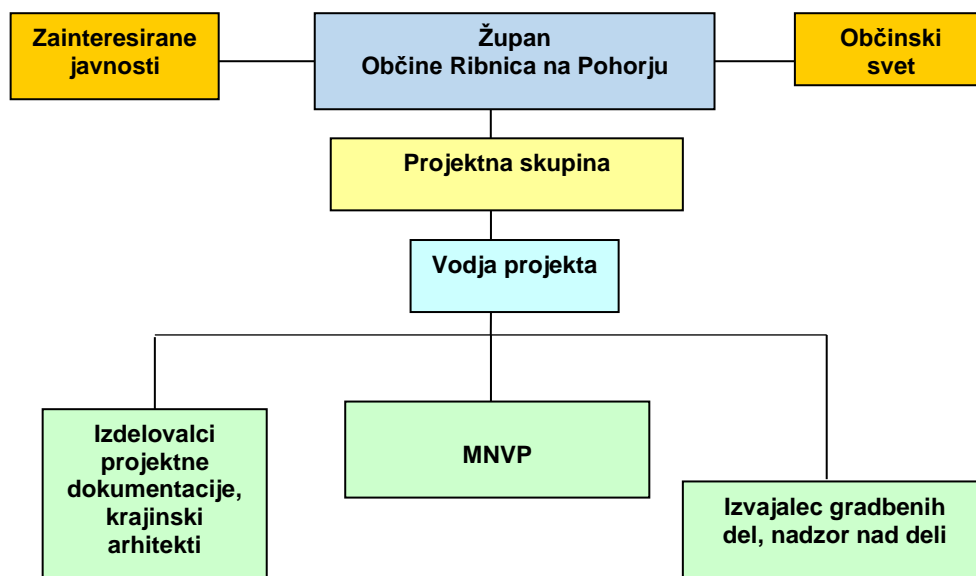 Zainteresirane
javnosti
Župan
Občine Ribnica na Pohorju
Občinski
svet
Projektna skupina
Vodja projekta
Izdelovalci
projektne
dokumentacije,
krajinski
arhitekti
MNVP
Izvajalec gradbenih
del, nadzor nad deli